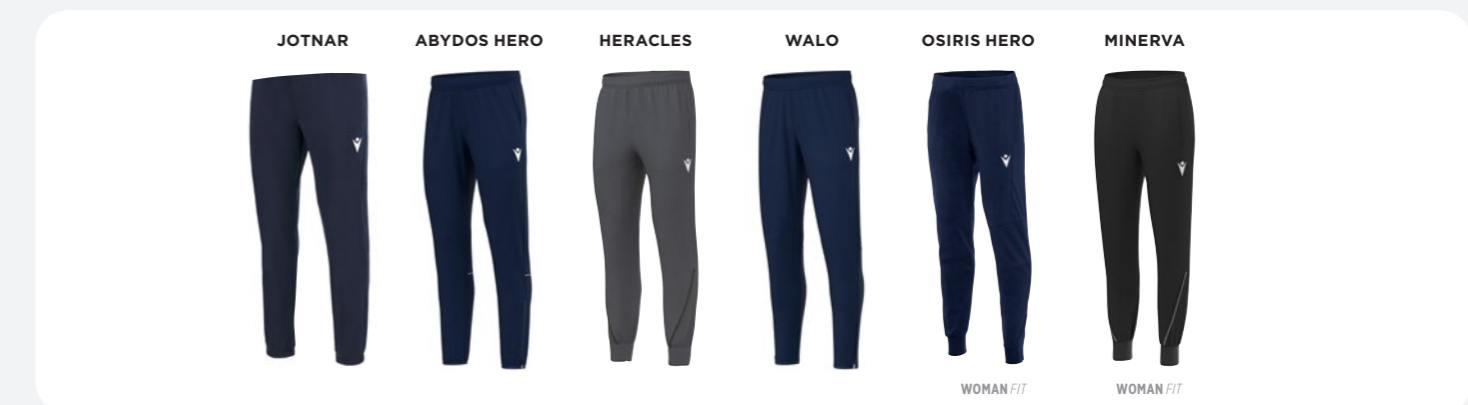 JOTNAR
ABYDOS HERO
HERACLES
WALO
OSIRIS HERO
MINERVA
WOMAN FIT
WOMAN FIT